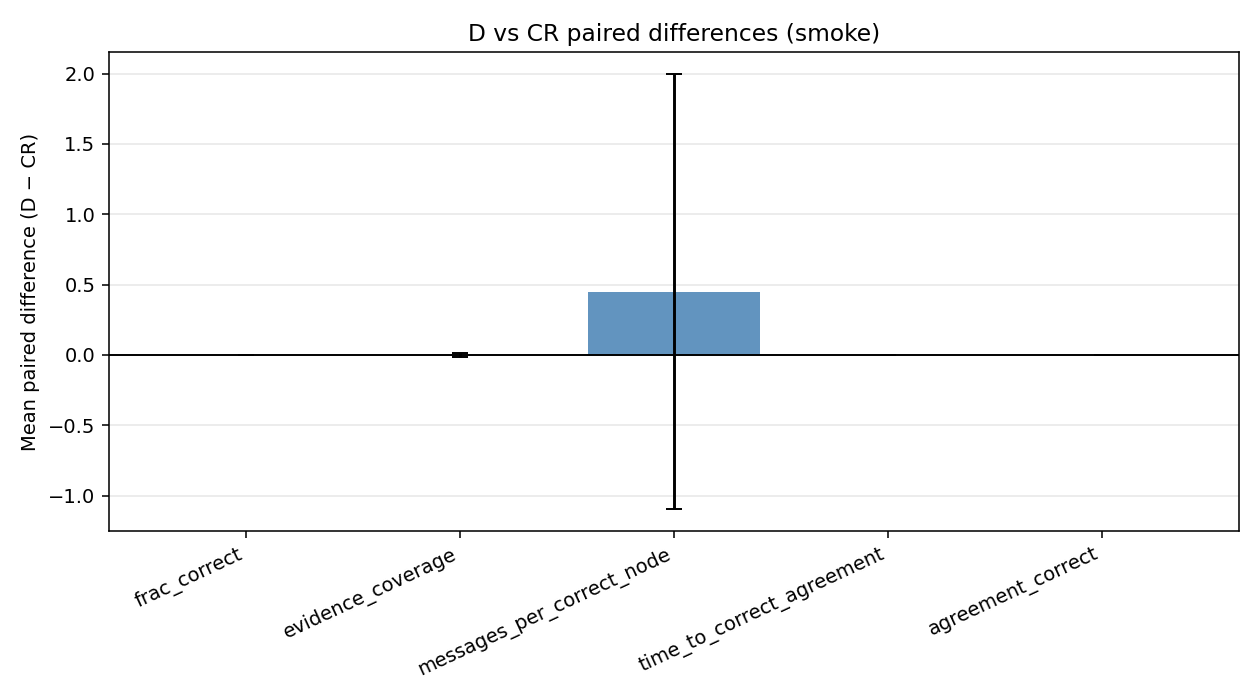 D vs CR paired differences (smoke)
Mean paired difference (D − CR)
2.0
1.5
1.0
0.5
0.0
−0.5
−1.0
frac_correct
evidence_coverage
messages_per_correct_node
time_to_correct_agreement
agreement_correct